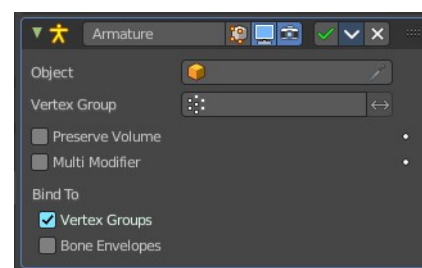 Armature
Object
Vertex Group
Preserve Volume
Multi Modifier
Bind To
Vertex Groups
Bone Envelopes